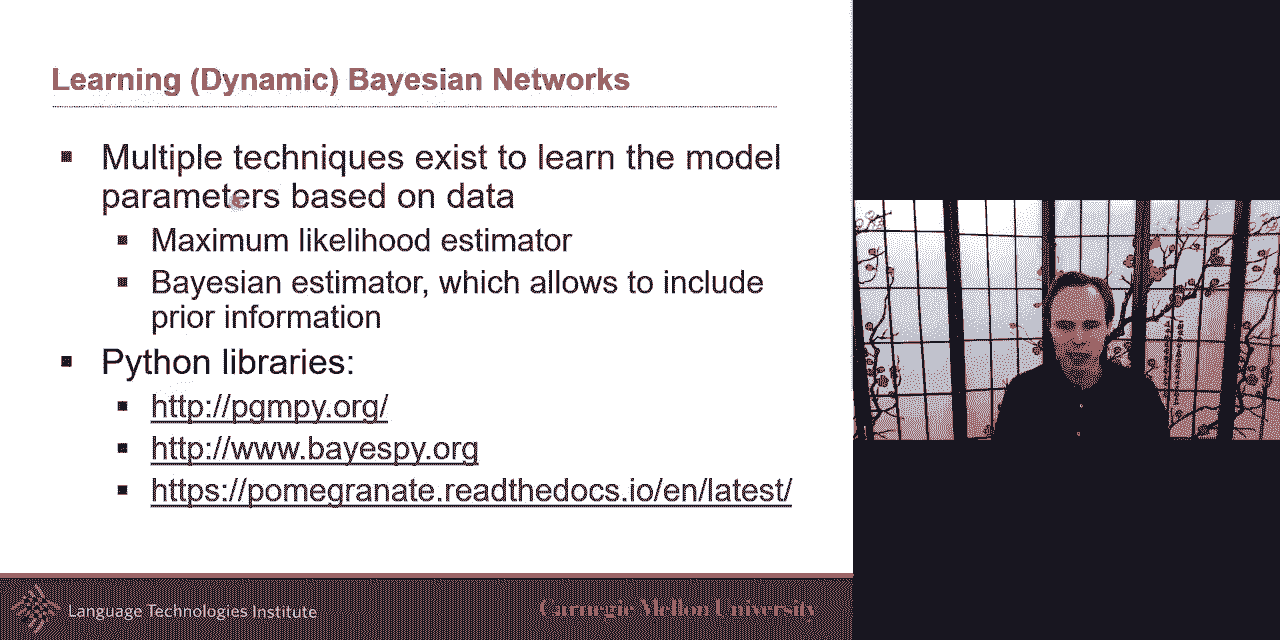 Learning (Dynamic) Bayesian Networks
▪ Multiple techniques exist to learn the model
parameters based on data
▪ Maximum likelihood estimator
▪ Bayesian estimator, which allows to include
prior information
▪ Python libraries:
▪ http://pgmpy.org/
▪ http://www.bayespy.org
▪ https://pomegranate.readthedocs.io/en/latest/
Language Technologies Institute
Carnegie Mellon University